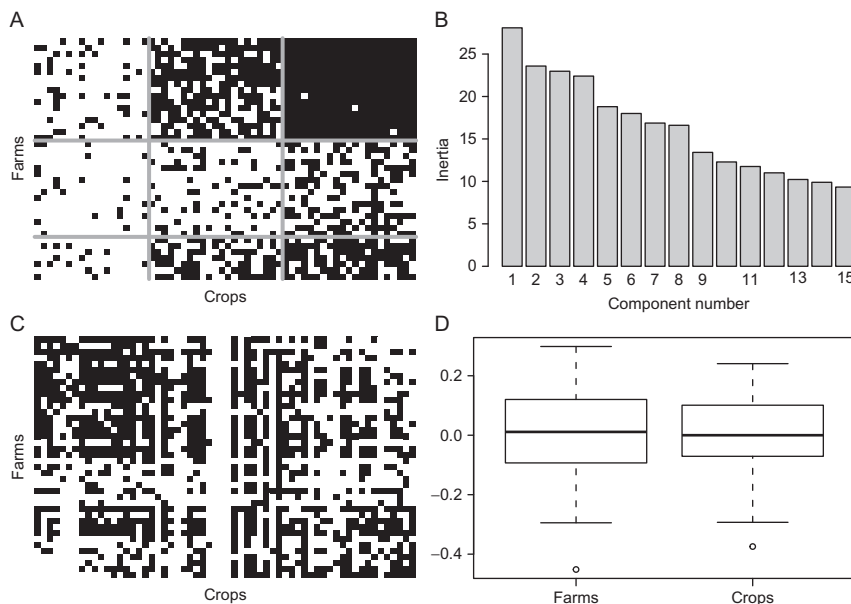 A
Farms
Crops
B
Inertia
25
20
15
10
5
0
1 2 3 4 5 6 7 8 9 11 13 15
Component number
C
Farms
Crops
D
0.2
0.0
−0.2
−0.4
Farms Crops